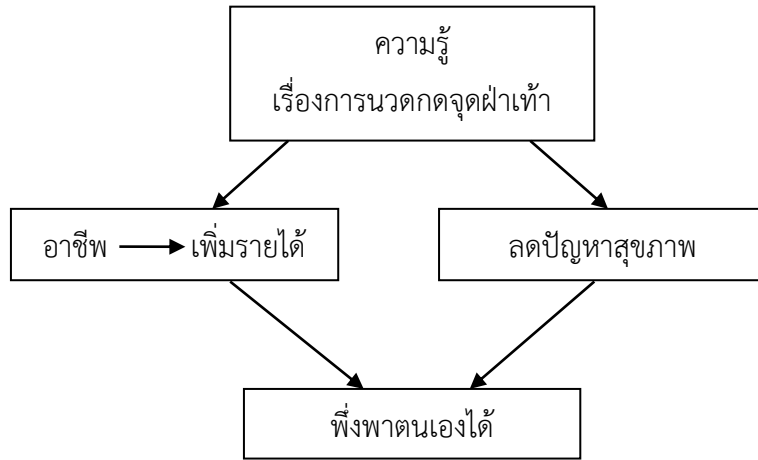 ความรู้
เรื่องการนวดกดจุดฝ่าเท้า
อาชีพ เพิ่มรายได้
ลดปัญหาสุขภาพ
พึ่งพาตนเองได้